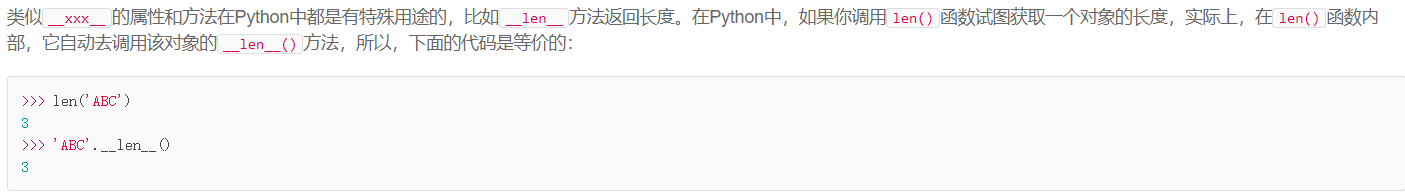 类似__xxx__的属性和方法在Python中都是有特殊用途的，比如__len__方法返回长度。在Python中，如果你调用len()函数试图获取一个对象的长度，实际上，在len()函数内
部，它自动去调用该对象的__len__()方法，所以，下面的代码是等价的：
>>> len('ABC')
3
>>> 'ABC'.__len__()
3